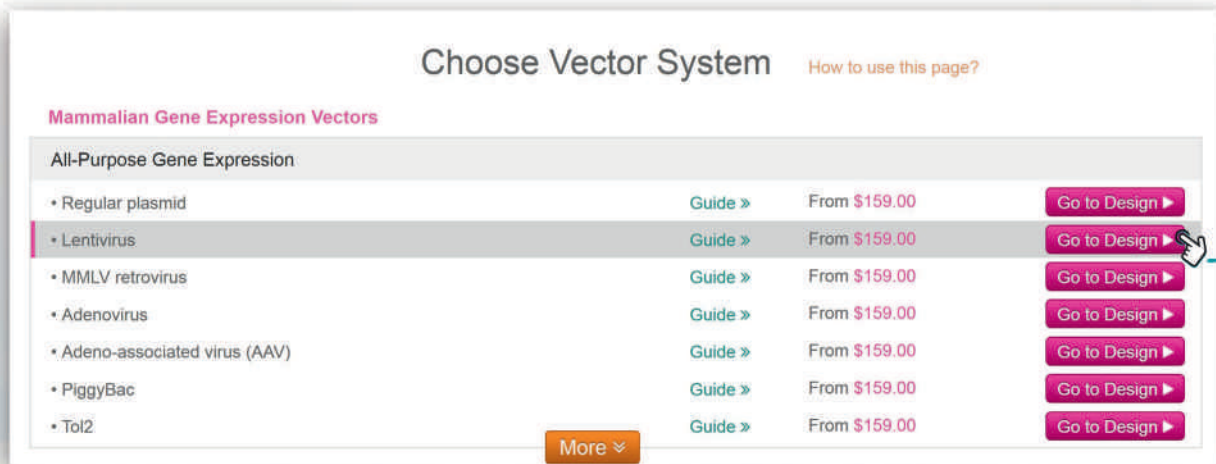 Choose Vector System How to use this page?
Mammalian Gene Expression Vectors
All-Purpose Gene Expression
• Regular plasmid Guide » From $159.00 Go to Design ▶
• Lentivirus Guide » From $159.00 Go to Design ▶
• MMLV retrovirus Guide » From $159.00 Go to Design ▶
• Adenovirus Guide » From $159.00 Go to Design ▶
• Adeno-associated virus (AAV) Guide » From $159.00 Go to Design ▶
• PiggyBac Guide » From $159.00 Go to Design ▶
• Tol2 Guide » From $159.00 Go to Design ▶
More